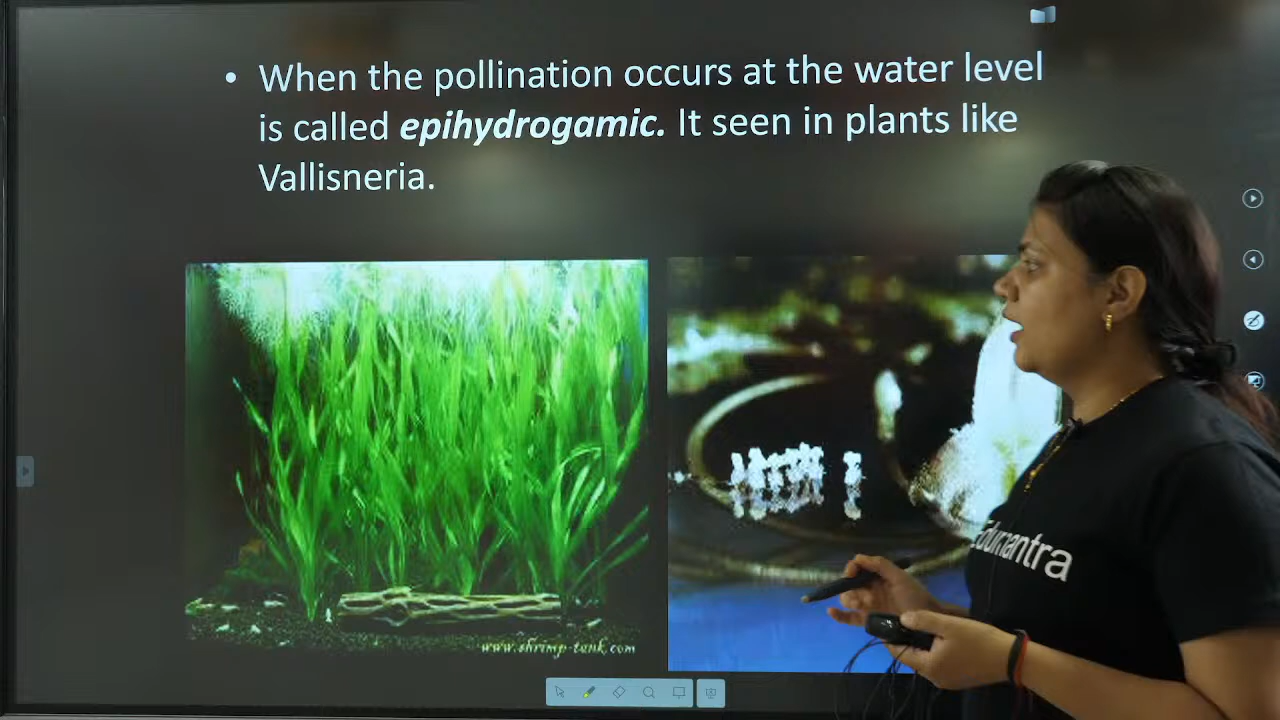 • When the pollination occurs at the water level
is called epihydrogamic. It seen in plants like
Vallisneria.
www.shrimp-tank.com
Edumantra